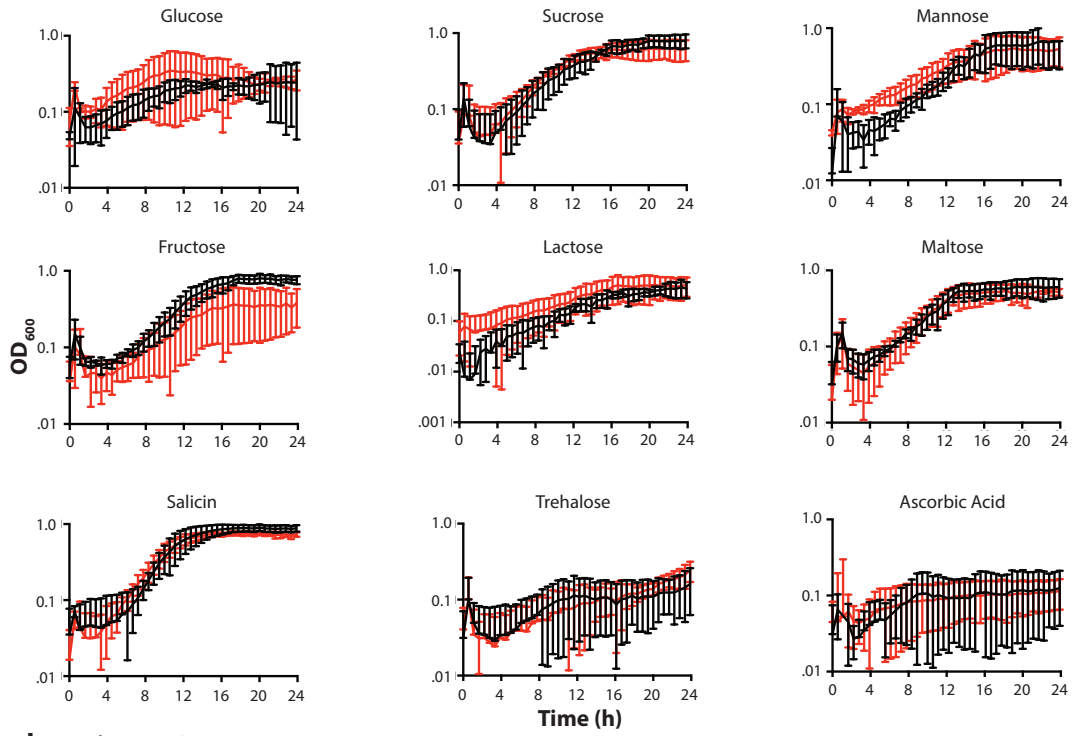 Glucose Sucrose Mannose
1.0 1.0 1.0
0.1 0.1 0.1
.01 .01 .01
0 4 8 12 16 20 24 0 4 8 12 16 20 24 0 4 8 12 16 20 24
Fructose Lactose Maltose
1.0 1.0 1.0
0.1 0.1 0.1
.01 .01 .01
.001
0 4 8 12 16 20 24 0 4 8 12 16 20 24 0 4 8 12 16 20 24
OD600
Salicin Trehalose Ascorbic Acid
1.0 1.0 1.0
0.1 0.1 0.1
.01 .01 .01
0 4 8 12 16 20 24 0 4 8 12 16 20 24 0 4 8 12 16 20 24
Time (h)